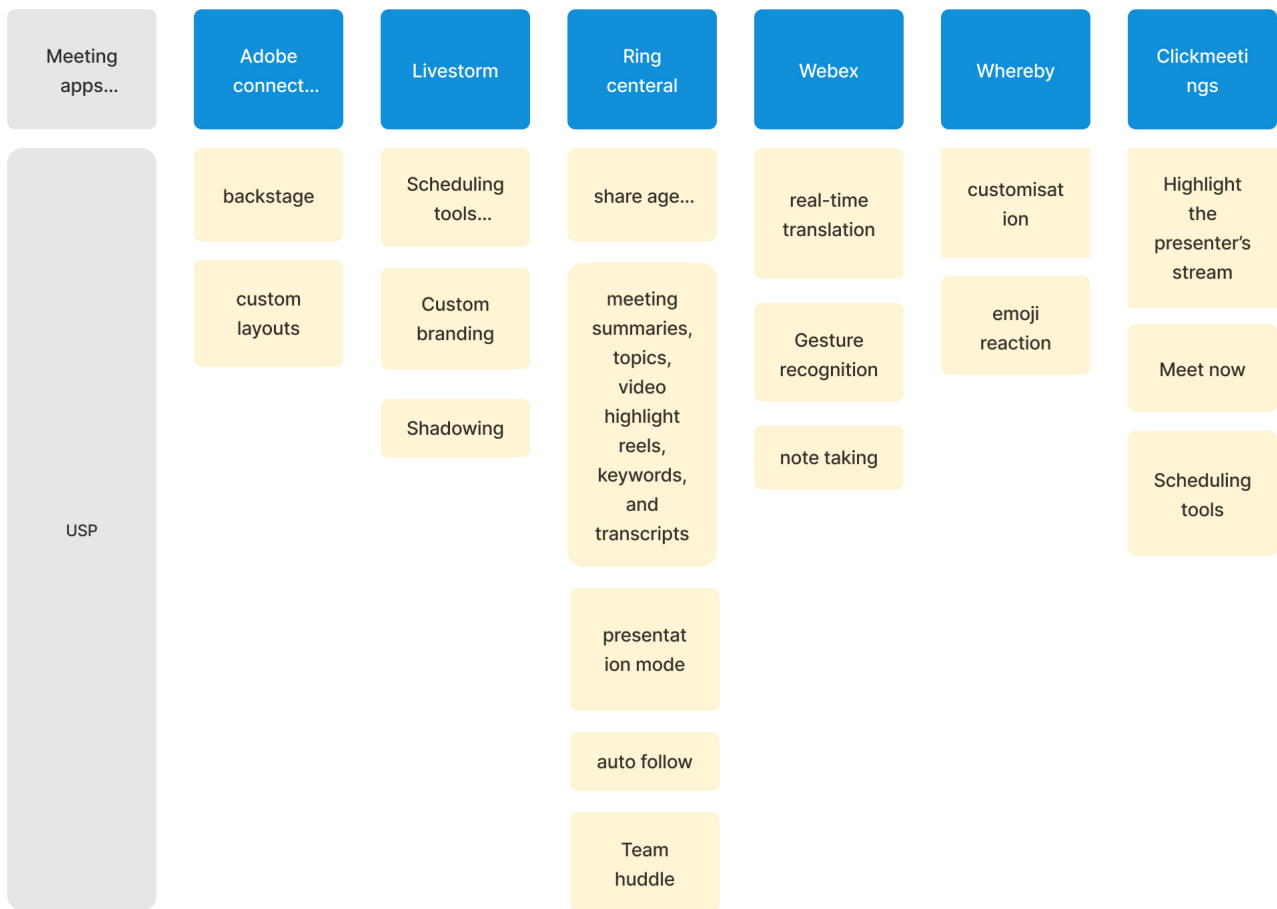 Meeting
apps...
Adobe
connect...
Livestorm
Ring
centeral
Webex
Whereby
Clickmeeti
ngs
USP
backstage
custom
layouts
Scheduling
tools...
Custom
branding
Shadowing
share age...
meeting
summaries,
topics,
video
highlight
reels,
keywords,
and
transcripts
presentat
ion mode
auto follow
Team
huddle
real-time
translation
Gesture
recognition
note taking
customisat
ion
emoji
reaction
Highlight
the
presenter’s
stream
Meet now
Scheduling
tools